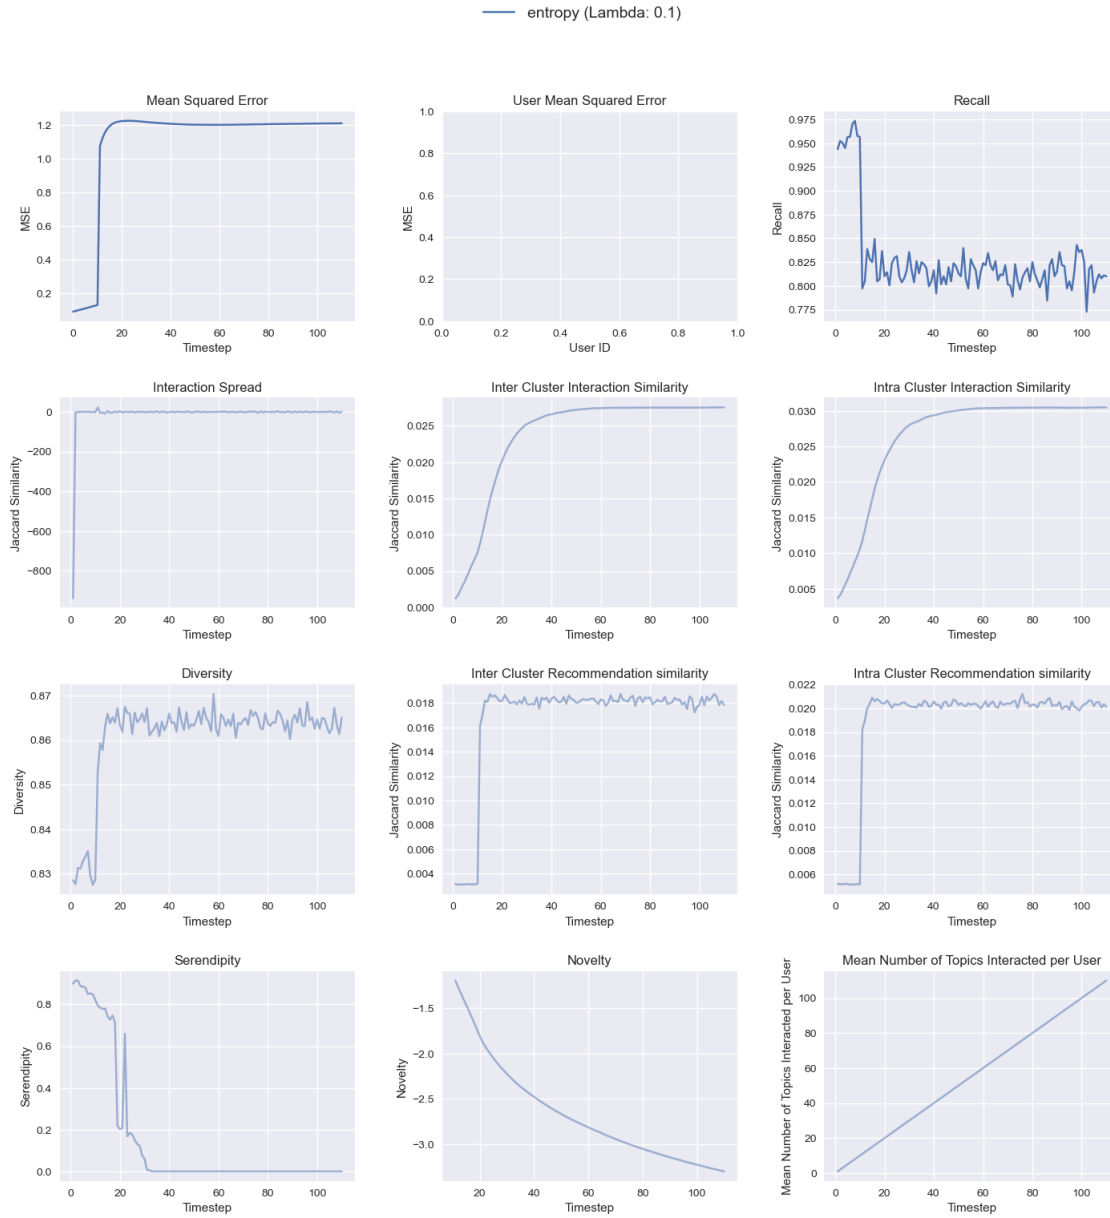 entropy (Lambda: 0.1)
Mean Squared Error
MSE
1.2
1.0
0.8
0.6
0.4
0.2
0 20 40 60 80 100
Timestep
User Mean Squared Error
MSE
1.0
0.8
0.6
0.4
0.2
0.0
0.0 0.2 0.4 0.6 0.8 1.0
User ID
Recall
Recall
0.975
0.950
0.925
0.900
0.875
0.850
0.825
0.800
0.775
0 20 40 60 80 100
Timestep
Interaction Spread
Jaccard Similarity
0
−200
−400
−600
−800
0 20 40 60 80 100
Timestep
Inter Cluster Interaction Similarity
Jaccard Similarity
0.025
0.020
0.015
0.010
0.005
0.000
0 20 40 60 80 100
Timestep
Intra Cluster Interaction Similarity
Jaccard Similarity
0.030
0.025
0.020
0.015
0.010
0.005
0 20 40 60 80 100
Timestep
Diversity
Diversity
0.87
0.86
0.85
0.84
0.83
0 20 40 60 80 100
Timestep
Inter Cluster Recommendation similarity
Jaccard Similarity
0.018
0.016
0.014
0.012
0.010
0.008
0.006
0.004
0 20 40 60 80 100
Timestep
Intra Cluster Recommendation similarity
Jaccard Similarity
0.022
0.020
0.018
0.016
0.014
0.012
0.010
0.008
0.006
0 20 40 60 80 100
Timestep
Serendipity
Serendipity
0.8
0.6
0.4
0.2
0.0
0 20 40 60 80 100
Timestep
Novelty
Novelty
−1.5
−2.0
−2.5
−3.0
20 40 60 80 100
Timestep
Mean Number of Topics Interacted per User
Mean Number of Topics Interacted per User
100
80
60
40
20
0
0 20 40 60 80 100
Timestep